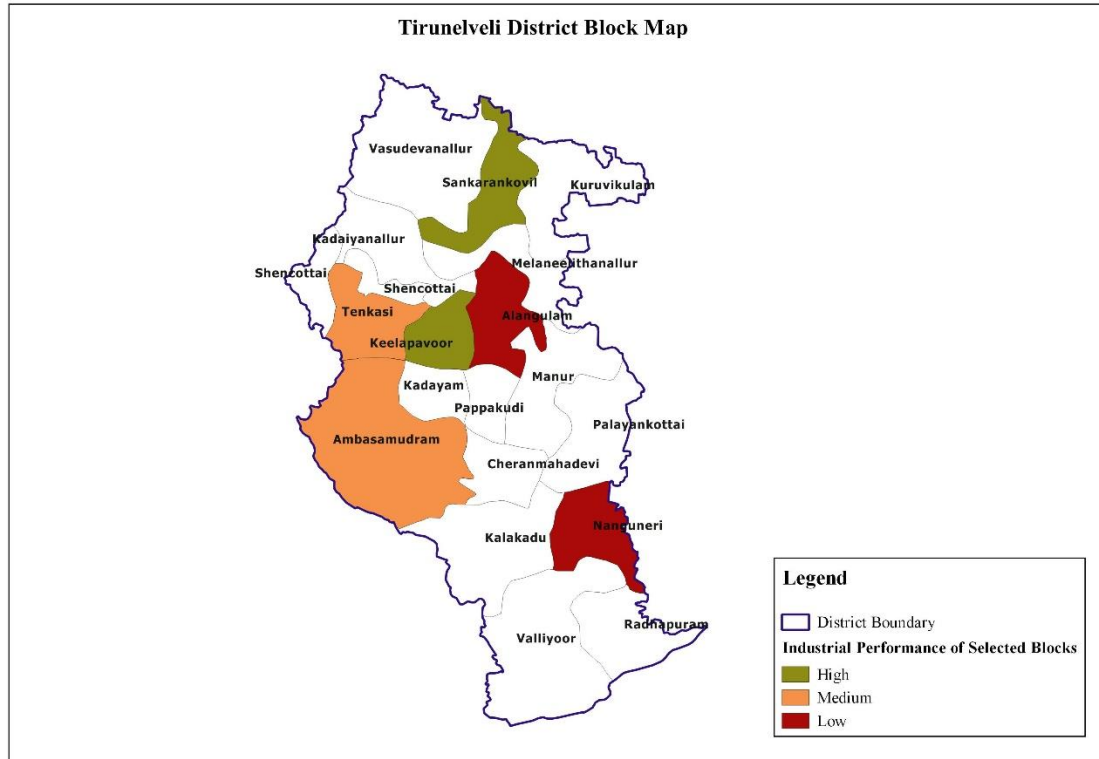 Tirunelveli District Block Map
Vasudevanallur
Sankarankovil
Kuruvikulam
Kadaiyanallur
Melaneelithanallur
Shencottai
Shencottai
Tenkasi
Alangulam
Keelapavoor
Manur
Kadayam
Pappakudi
Palayankottai
Ambasamudram
Cheranmahadevi
Nanguneri
Kalakadu
Radhapuram
Valliyoor
Legend
District Boundary
Industrial Performance of Selected Blocks
High
Medium
Low